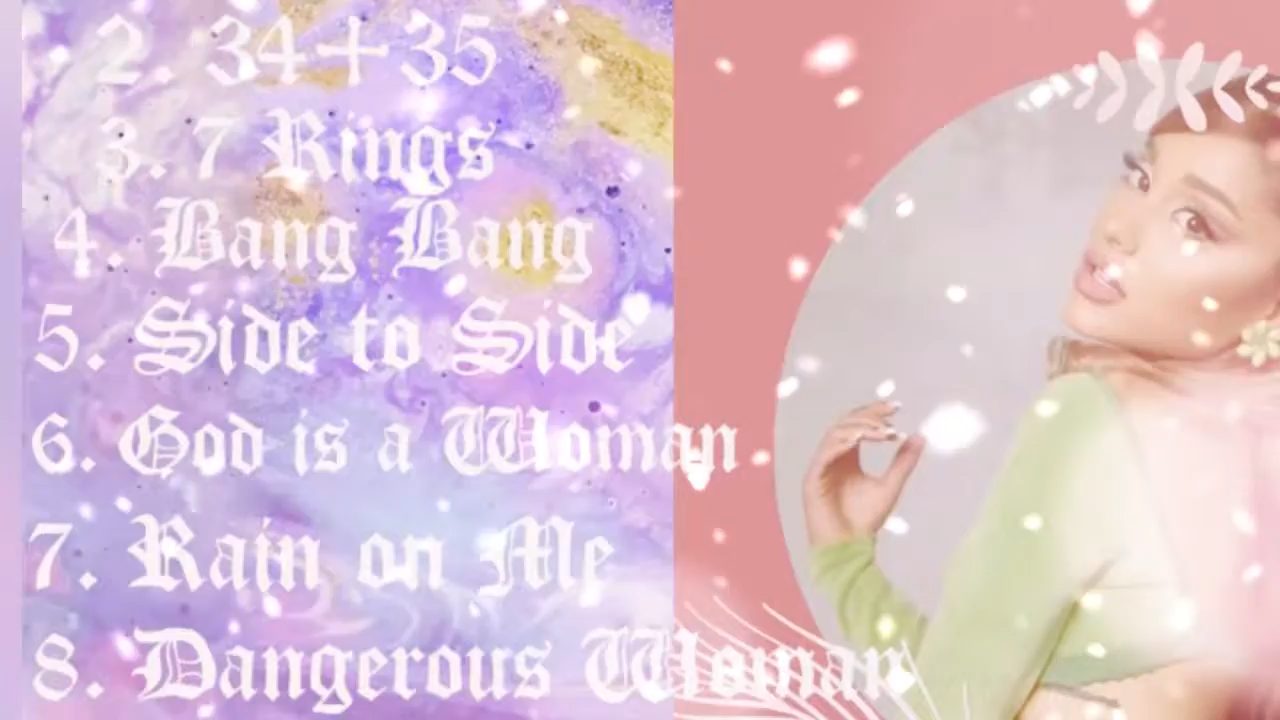 2. 34+35
3. 7 Rings
4. Bang Bang
5. Side to Side
6. God is a Woman
7. Rain on Me
8. Dangerous Woman